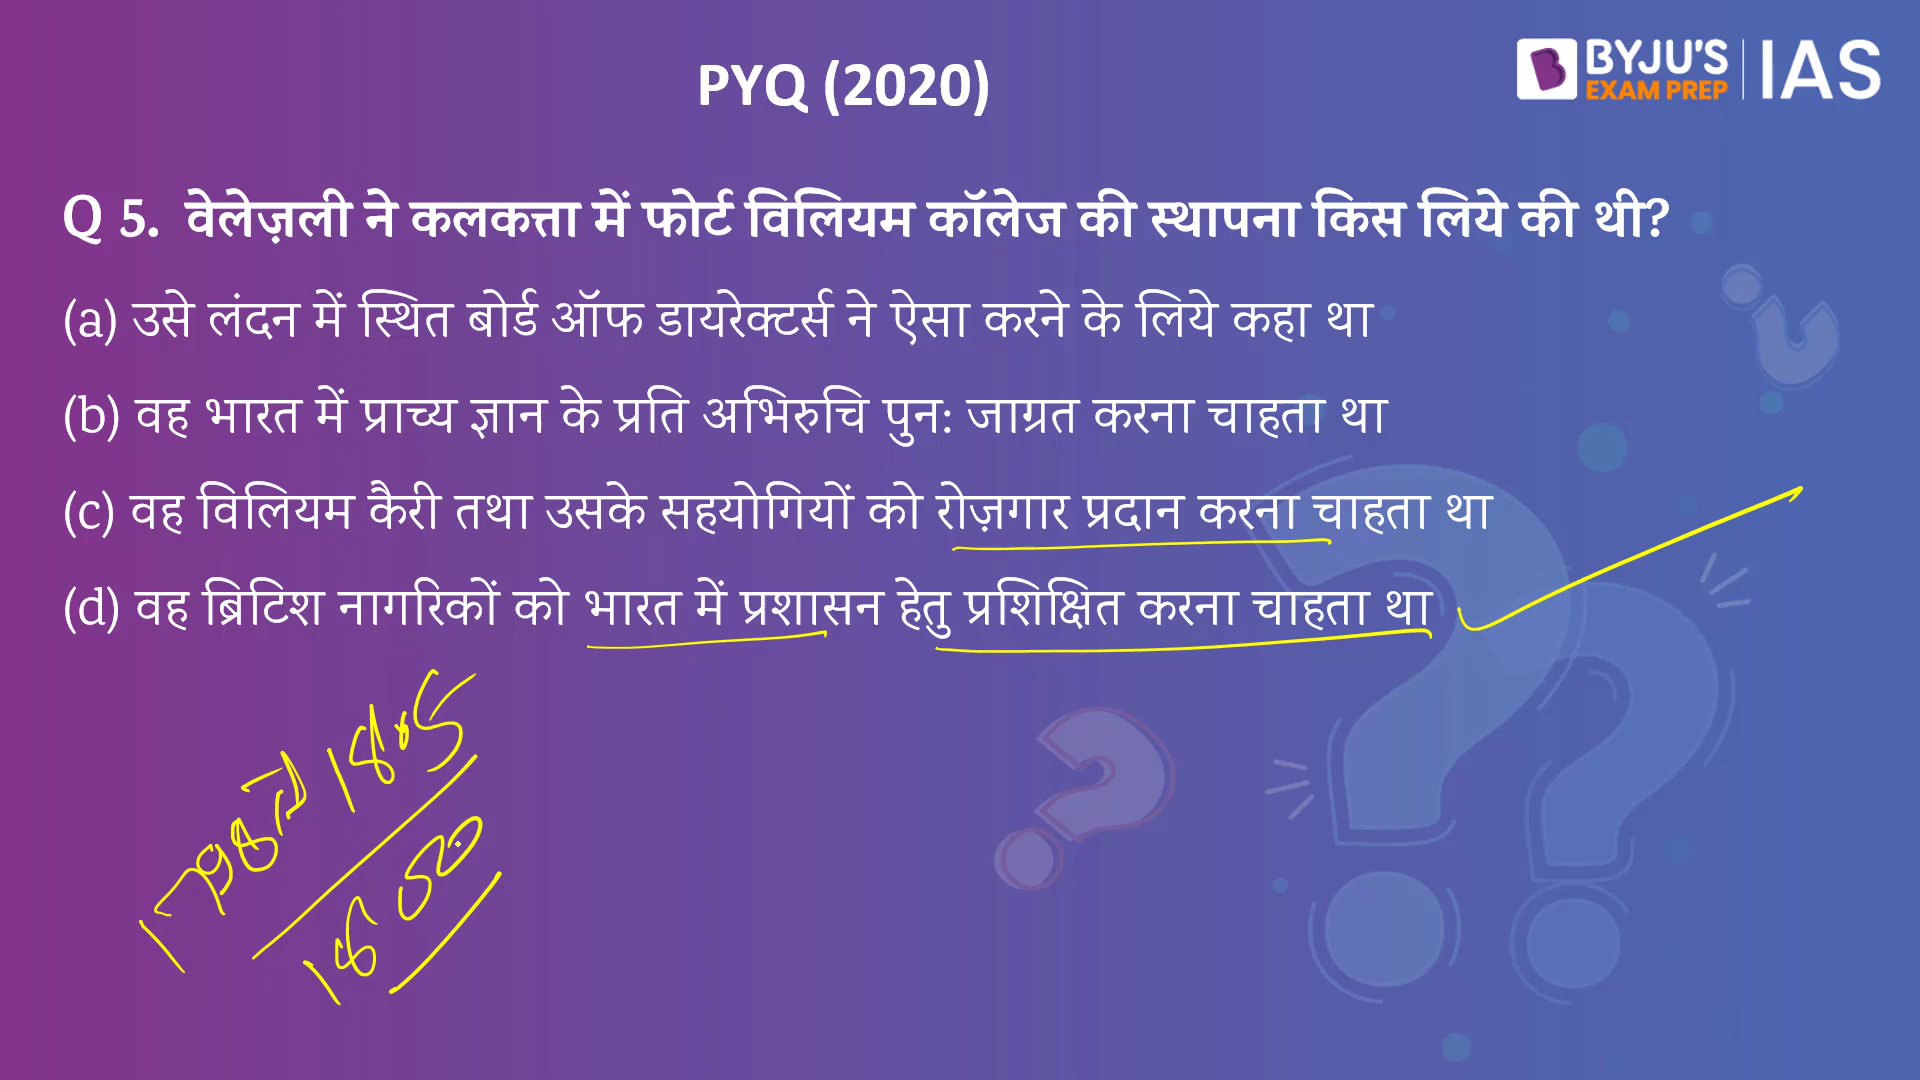 PYQ (2020)
BYJU'S
EXAM PREP
IAS
Q 5. वेलेज़ली ने कलकत्ता में फोर्ट विलियम कॉलेज की स्थापना किस लिये की थी?
(a) उसे लंदन में स्थित बोर्ड ऑफ डायरेक्टर्स ने ऐसा करने के लिये कहा था
(b) वह भारत में प्राच्य ज्ञान के प्रति अभिरुचि पुन: जाग्रत करना चाहता था
(c) वह विलियम कैरी तथा उसके सहयोगियों को रोज़गार प्रदान करना चाहता था
(d) वह ब्रिटिश नागरिकों को भारत में प्रशासन हेतु प्रशिक्षित करना चाहता था
1798 से 1805